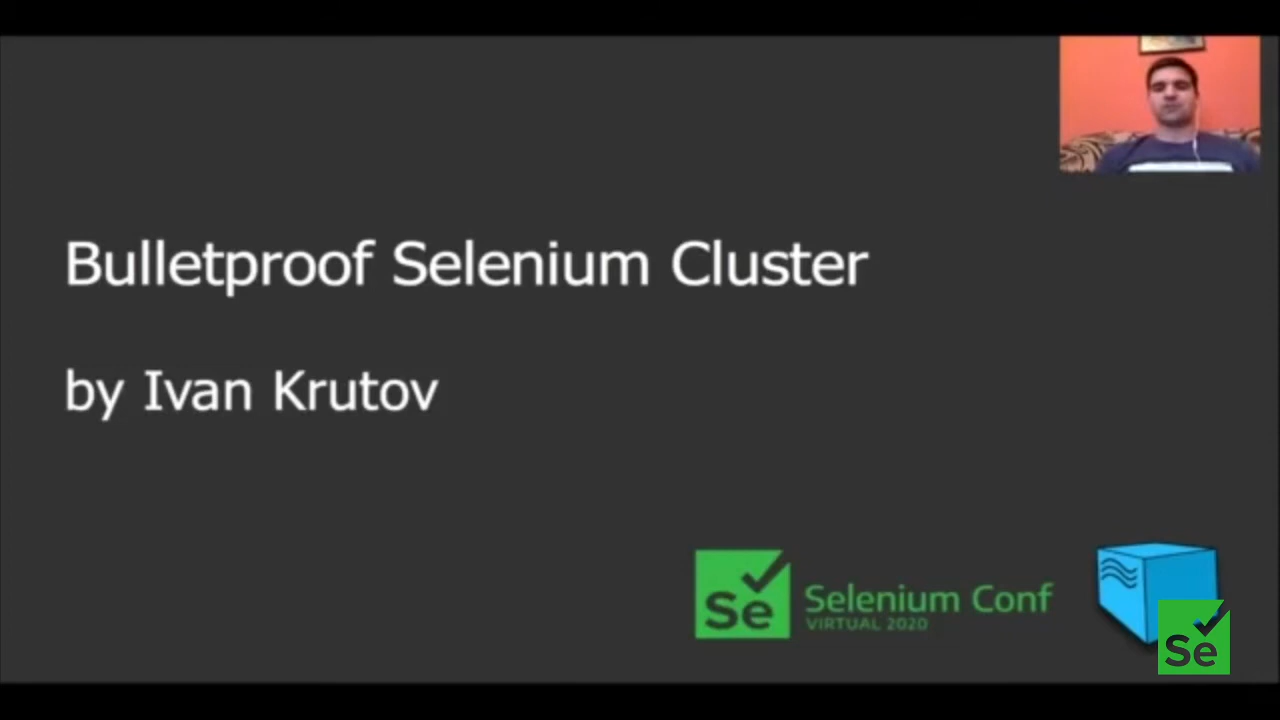 Bulletproof Selenium Cluster
by Ivan Krutov
Se
Selenium Conf
VIRTUAL 2020
Se